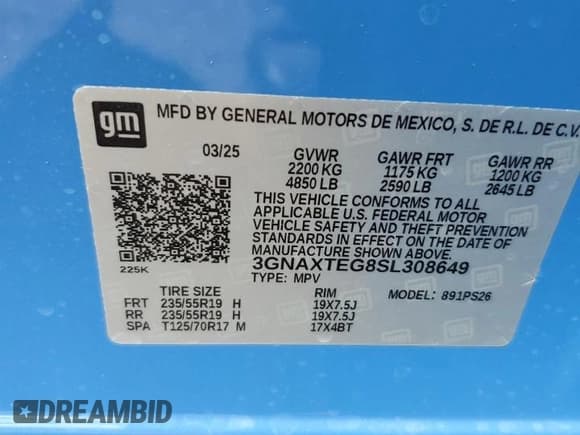 gm
MFD BY GENERAL MOTORS DE MEXICO, S. DE R.L. DE C.V.
03/25 GVWR GAWR FRT GAWR RR
2200 KG 1175 KG 1200 KG
4850 LB 2590 LB 2645 LB
THIS VEHICLE CONFORMS TO ALL
APPLICABLE U.S. FEDERAL MOTOR
VEHICLE SAFETY AND THEFT PREVENTION
STANDARDS IN EFFECT ON THE DATE OF
MANUFACTURE SHOWN ABOVE.
225K 3GNAXTEG8SL308649
TYPE: MPV MODEL: 891PS26
TIRE SIZE RIM
FRT 235/55R19 H 19X7.5J
RR 235/55R19 H 19X7.5J
SPA T125/70R17 M 17X4BT
DREAMBID